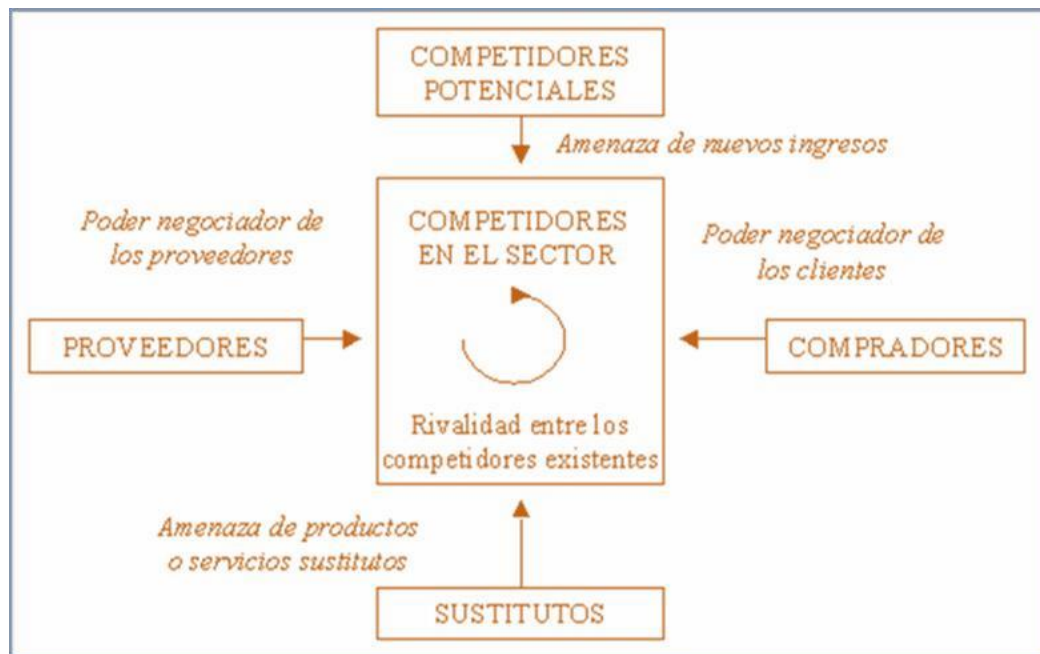 COMPETIDORES
POTENCIALES
Amenaza de nuevos ingresos
Poder negociador de
los proveedores
COMPETIDORES
EN EL SECTOR
Poder negociador de
los clientes
PROVEEDORES
COMPRADORES
Rivalidad entre los
competidores existentes
Amenaza de productos
o servicios sustitutos
SUSTITUTOS